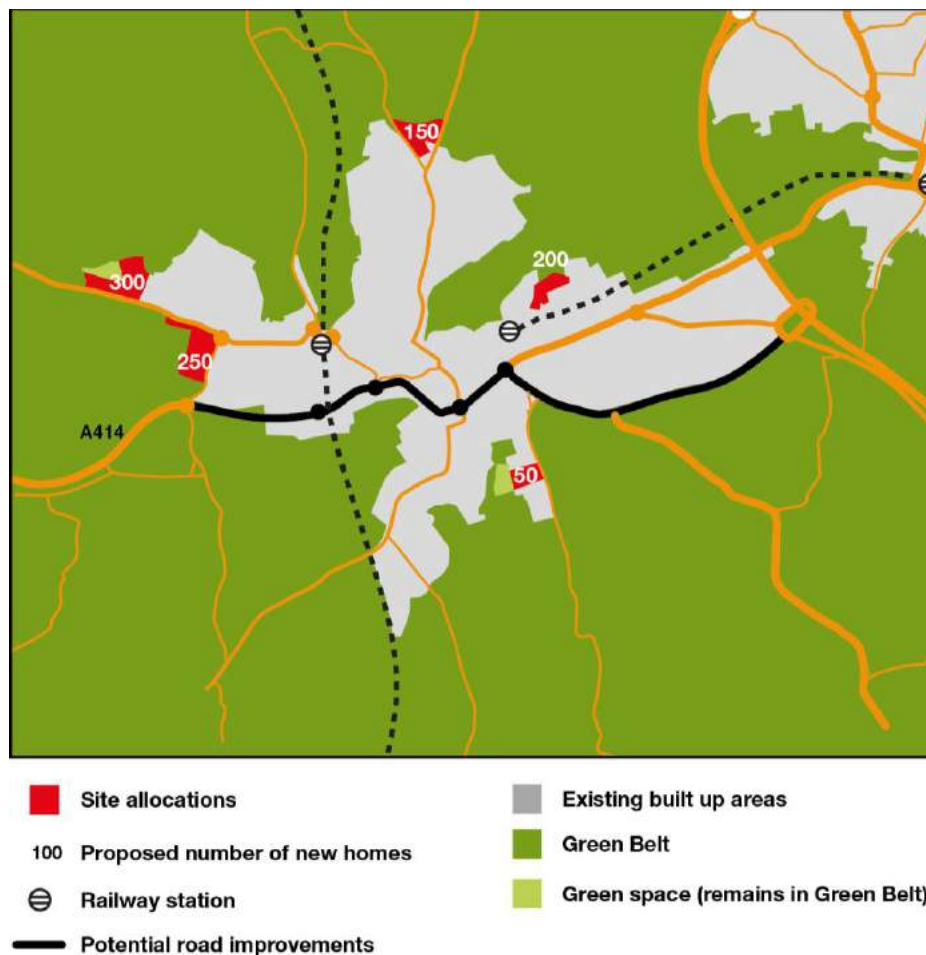 150
200
300
250
A414
50
Site allocations
100 Proposed number of new homes
Railway station
Potential road improvements
Existing built up areas
Green Belt
Green space (remains in Green Belt)